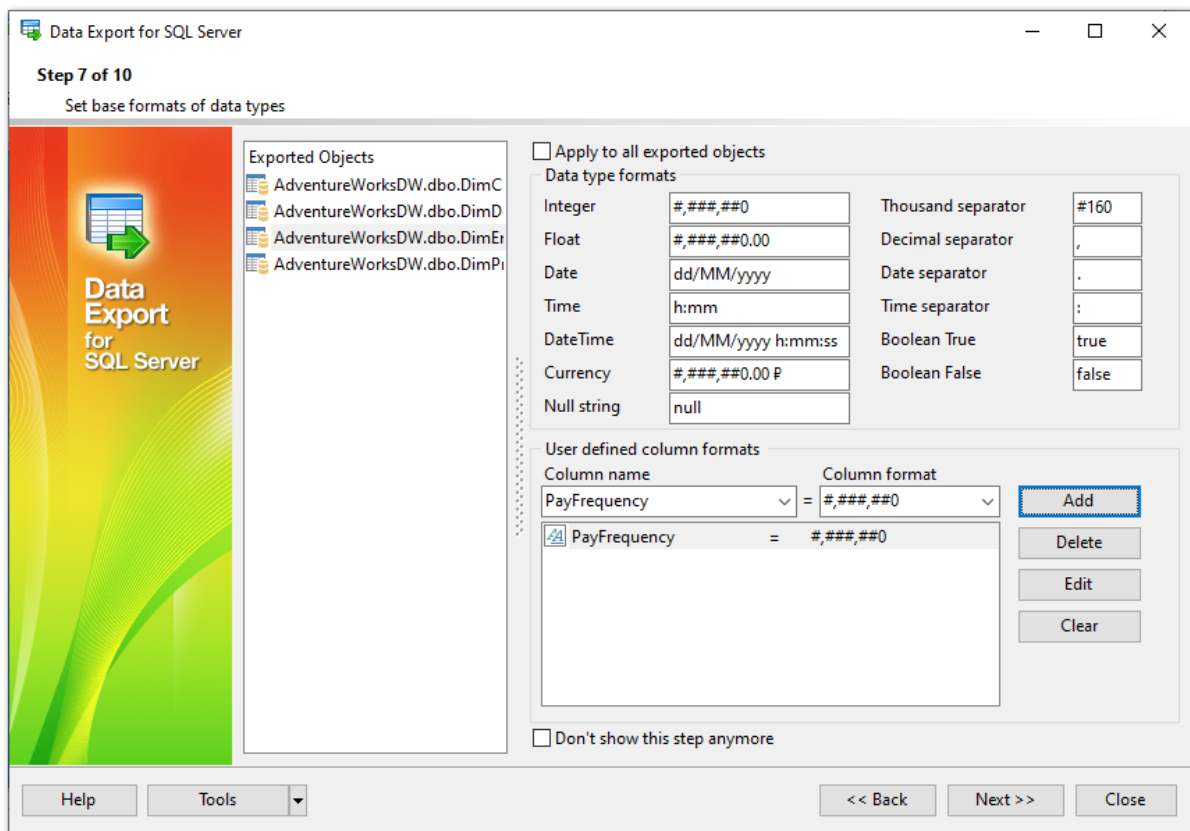 Data Export for SQL Server
Step 7 of 10
Set base formats of data types
Data
Export
for
SQL Server
Exported Objects
AdventureWorksDW.dbo.DimC
AdventureWorksDW.dbo.DimD
AdventureWorksDW.dbo.DimEr
AdventureWorksDW.dbo.DimPr
Apply to all exported objects
Data type formats
Integer #,###,##0 Thousand separator #160
Float #,###,##0.00 Decimal separator ,
Date dd/MM/yyyy Date separator .
Time h:mm Time separator :
DateTime dd/MM/yyyy h:mm:ss Boolean True true
Currency #,###,##0.00 ₽ Boolean False false
Null string null
User defined column formats
Column name Column format
PayFrequency = #,###,##0 Add
PayFrequency = #,###,##0
Delete
Edit
Clear
Don't show this step anymore
Help Tools << Back Next >> Close